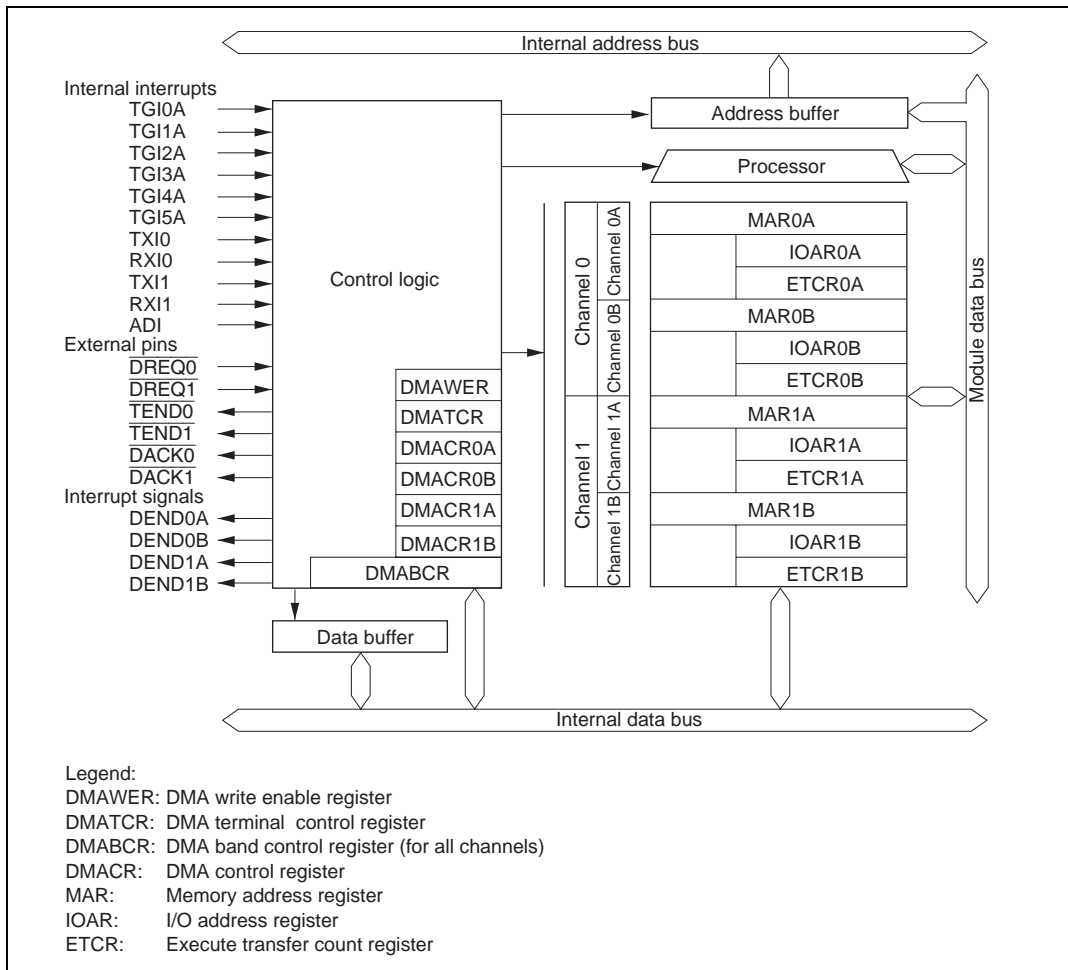 Internal address bus
Internal interrupts
TGI0A
TGI1A
TGI2A
TGI3A
TGI4A
TGI5A
TXI0
RXI0
TXI1
RXI1
ADI
External pins
DREQ0
DREQ1
TEND0
TEND1
DACK0
DACK1
Interrupt signals
DEND0A
DEND0B
DEND1A
DEND1B
Control logic
DMAWER
DMATCR
DMACR0A
DMACR0B
DMACR1A
DMACR1B
DMABCR
Data buffer
Address buffer
Processor
Channel 0
Channel 0A
Channel 0B
Channel 1
Channel 1A
Channel 1B
MAR0A
IOAR0A
ETCR0A
MAR0B
IOAR0B
ETCR0B
MAR1A
IOAR1A
ETCR1A
MAR1B
IOAR1B
ETCR1B
Module data bus
Internal data bus
Legend:
DMAWER: DMA write enable register
DMATCR: DMA terminal control register
DMABCR: DMA band control register (for all channels)
DMACR: DMA control register
MAR: Memory address register
IOAR: I/O address register
ETCR: Execute transfer count register